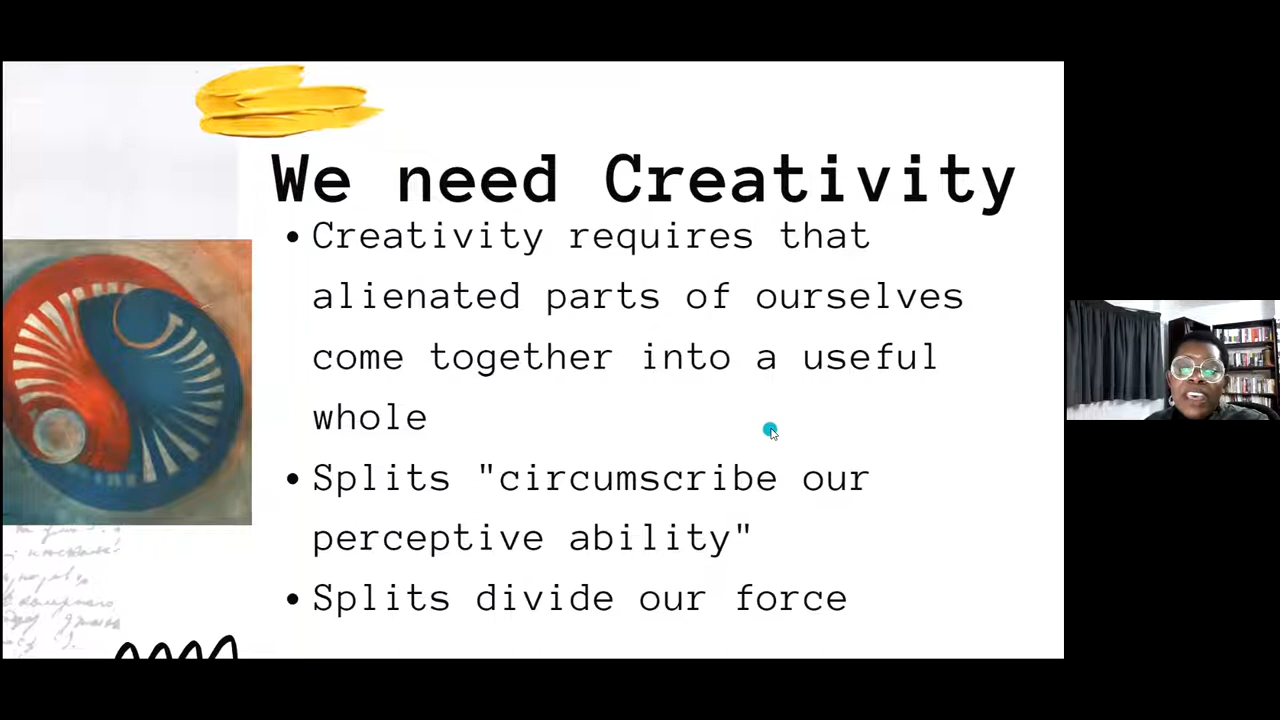 We need Creativity
• Creativity requires that
alienated parts of ourselves
come together into a useful
whole
• Splits "circumscribe our
perceptive ability"
• Splits divide our force